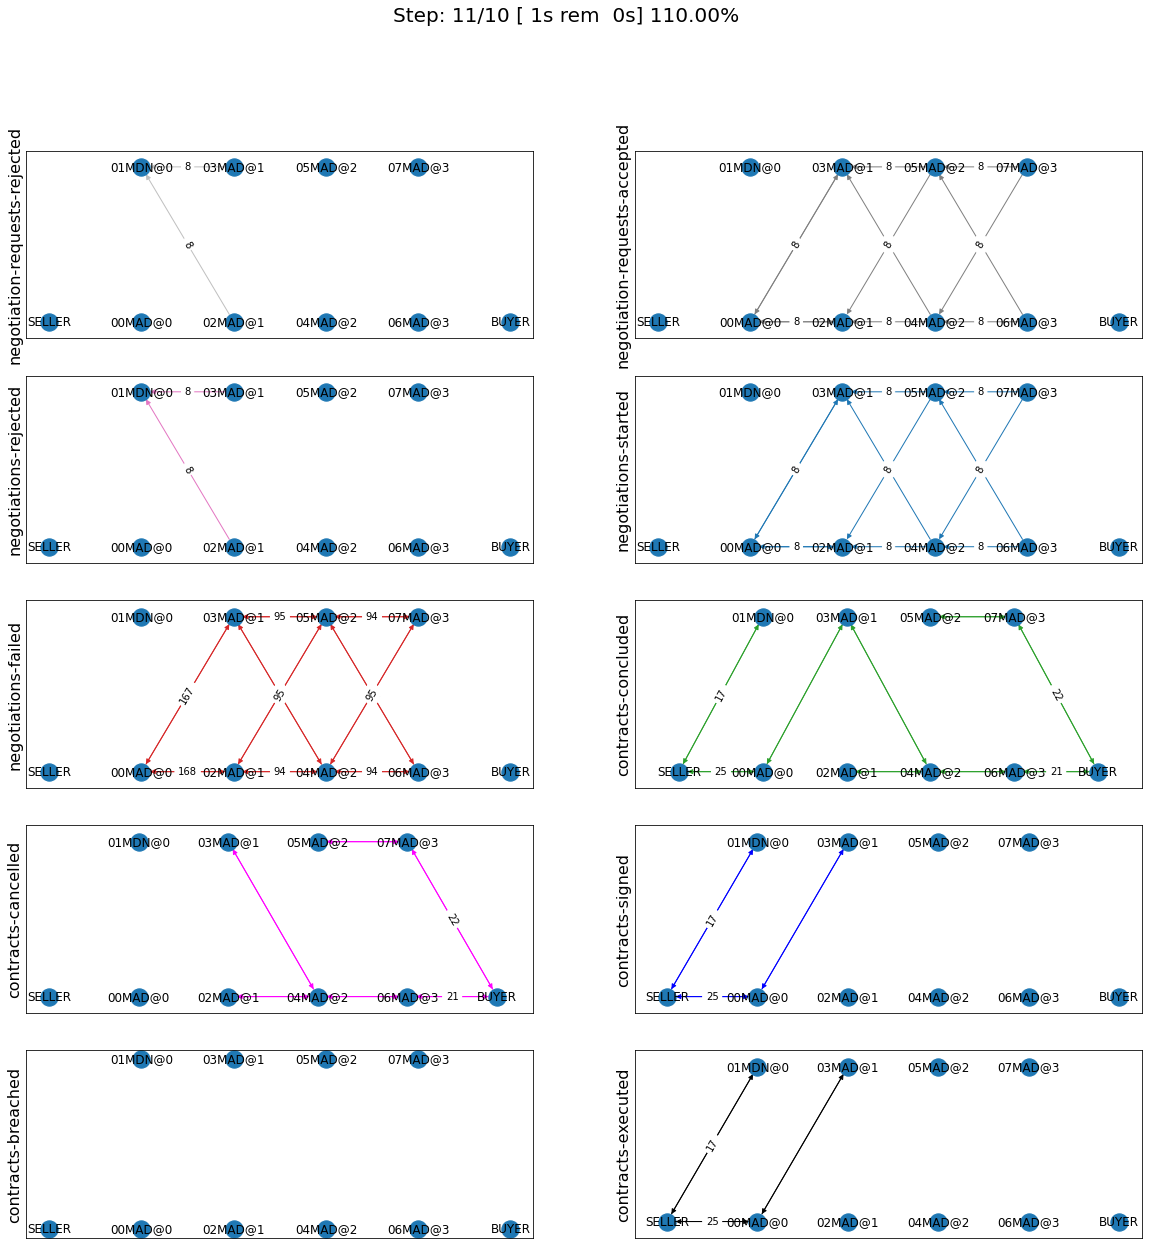 Step: 11/10 [ 1s rem  0s] 110.00%
negotiation-requests-rejected
01MDN@0 8 03MAD@1 05MAD@2 07MAD@3
8
SELLER 00MAD@0 02MAD@1 04MAD@2 06MAD@3 BUYER
negotiation-requests-accepted
01MDN@0 03MAD@1 8 05MAD@2 8 07MAD@3
8 8 8
SELLER 00MAD@0 8 02MAD@1 8 04MAD@2 8 06MAD@3 BUYER
negotiations-rejected
01MDN@0 8 03MAD@1 05MAD@2 07MAD@3
8
SELLER 00MAD@0 02MAD@1 04MAD@2 06MAD@3 BUYER
negotiations-started
01MDN@0 03MAD@1 8 05MAD@2 8 07MAD@3
8 8 8
SELLER 00MAD@0 8 02MAD@1 8 04MAD@2 8 06MAD@3 BUYER
negotiations-failed
01MDN@0 03MAD@1 95 05MAD@2 94 07MAD@3
167 95 95
SELLER 00MAD@0 168 02MAD@1 94 04MAD@2 94 06MAD@3 BUYER
contracts-concluded
01MDN@0 03MAD@1 05MAD@2 07MAD@3
17 22
SELLER 25 00MAD@0 02MAD@1 04MAD@2 06MAD@3 21 BUYER
contracts-cancelled
01MDN@0 03MAD@1 05MAD@2 07MAD@3
22
SELLER 00MAD@0 02MAD@1 04MAD@2 06MAD@3 21 BUYER
contracts-signed
01MDN@0 03MAD@1 05MAD@2 07MAD@3
17
SELLER 25 00MAD@0 02MAD@1 04MAD@2 06MAD@3 BUYER
contracts-breached
01MDN@0 03MAD@1 05MAD@2 07MAD@3
SELLER 00MAD@0 02MAD@1 04MAD@2 06MAD@3 BUYER
contracts-executed
01MDN@0 03MAD@1 05MAD@2 07MAD@3
17
SELLER 25 00MAD@0 02MAD@1 04MAD@2 06MAD@3 BUYER